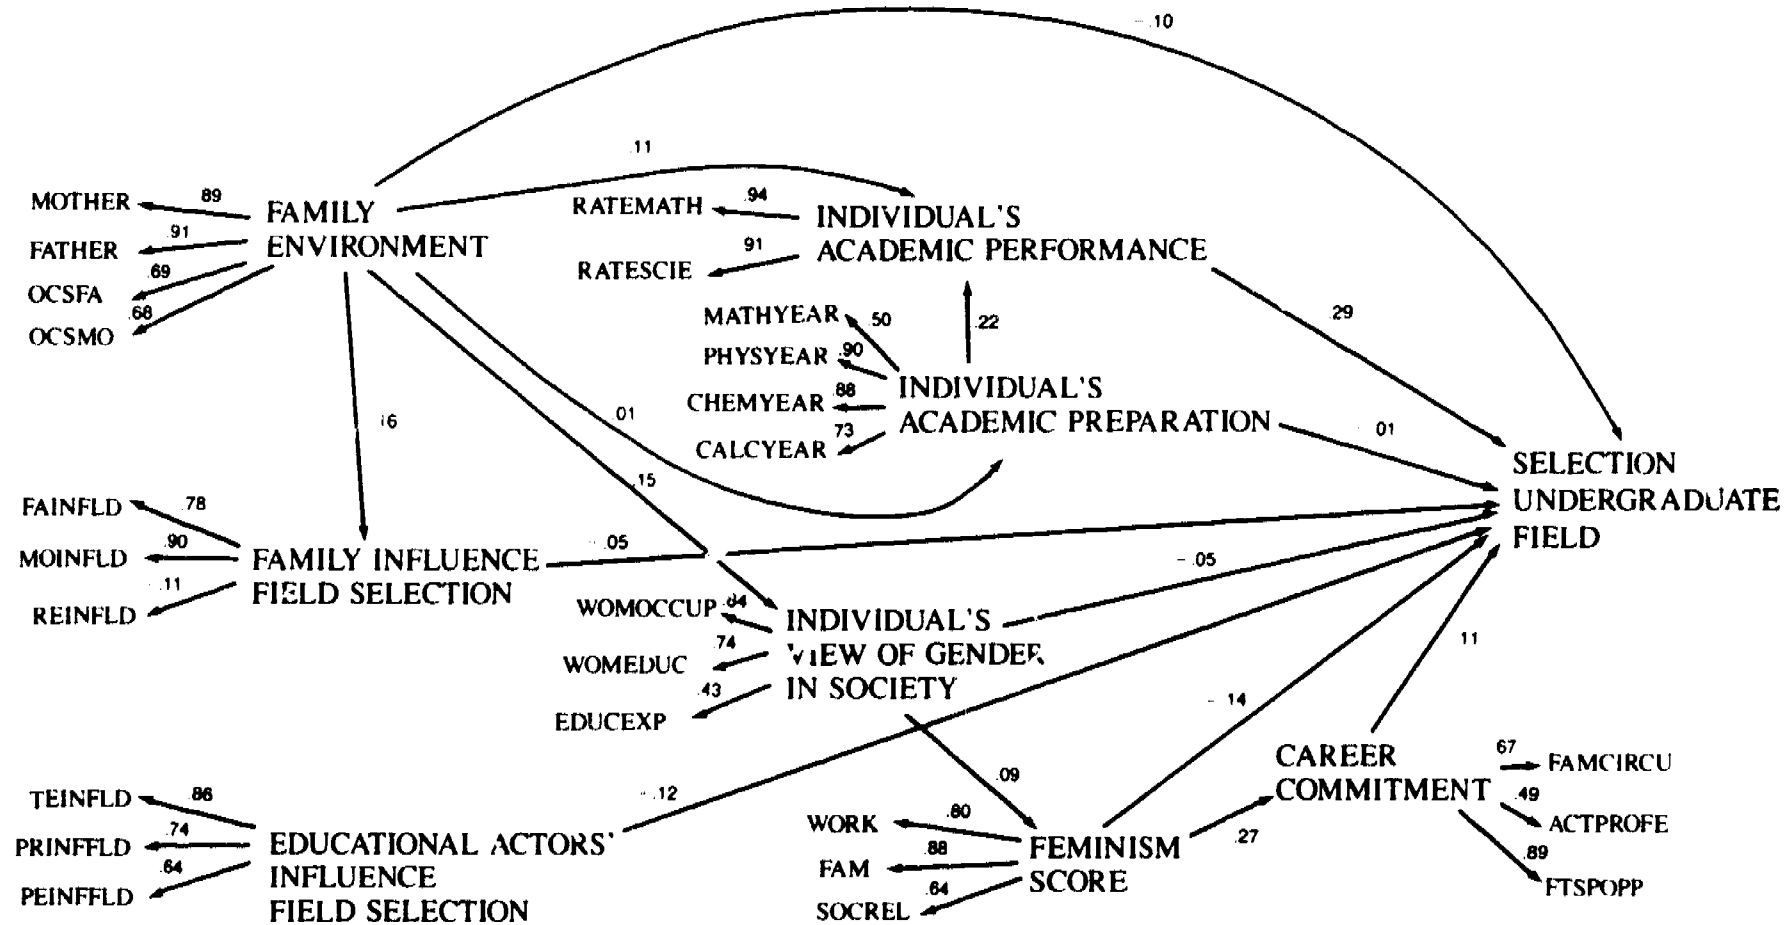 - .10
.11
MOTHER
.89
FAMILY
ENVIRONMENT
FATHER
.91
OCSFA
.69
OCSMO
.68
RATEMATH
.94
INDIVIDUAL'S
ACADEMIC PERFORMANCE
RATESCIE
.91
.29
MATHYEAR
.50
.22
PHYSYEAR
.90
INDIVIDUAL'S
ACADEMIC PREPARATION
CHEMYEAR
.88
CALCYEAR
.73
.01
.01
.16
.15
SELECTION
UNDERGRADUATE
FIELD
FAINFLD
.78
MOINFLD
.90
FAMILY INFLUENCE
FIELD SELECTION
REINFLD
.11
- .05
- .05
WOMOCCUP
INDIVIDUAL'S
VIEW OF GENDER
IN SOCIETY
WOMEDUC
.74
EDUCEXP
.43
.11
- .14
- .12
.09
TEINFLD
.86
PRINFFLD
.74
EDUCATIONAL ACTORS'
INFLUENCE
FIELD SELECTION
PEINFFLD
.64
WORK
.80
FEMINISM
SCORE
FAM
.88
SOCREL
.64
.27
CAREER
COMMITMENT
.67
FAMCIRCU
.49
ACTPROFE
.89
FTSPOPP